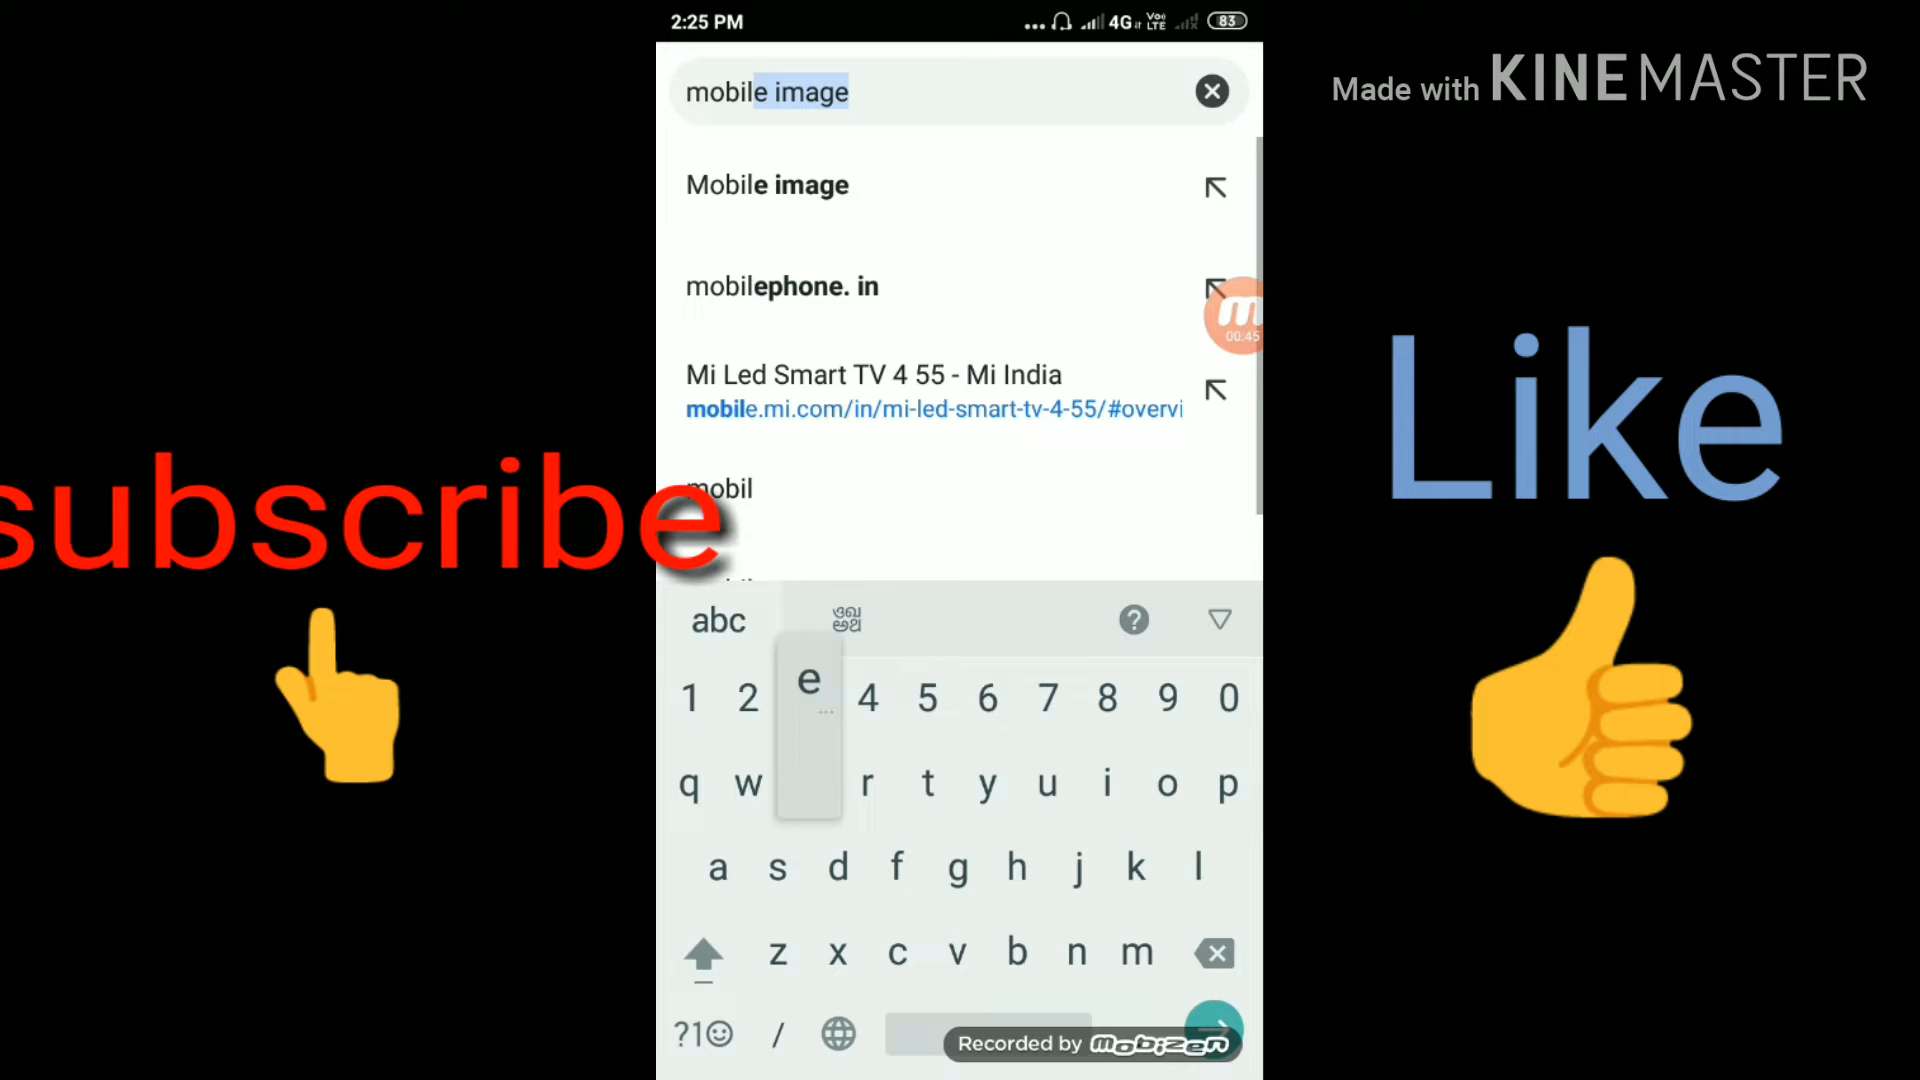 2:25 PM
4G
Vo)
LTE
83
mobile image
Made with KINEMASTER
Mobile image
mobilephone. in
m
00:45
Mi Led Smart TV 4 55 - Mi India
mobile.mi.com/in/mi-led-smart-tv-4-55/#overvi
Like
mobil
subscribe
abc
?
e
...
1 2 4 5 6 7 8 9 0
q w r t y u i o p
a s d f g h j k l
z x c v b n m
?1☺ /
Recorded by mobizen